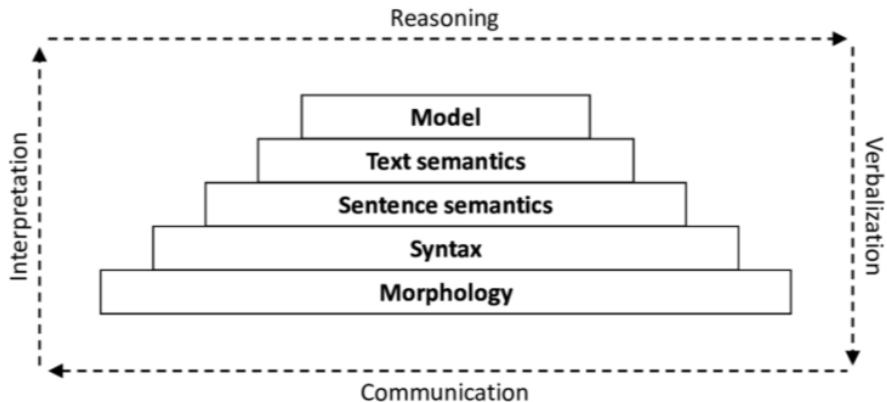 Reasoning
Interpretation
Model
Text semantics
Sentence semantics
Syntax
Morphology
Verbalization
Communication